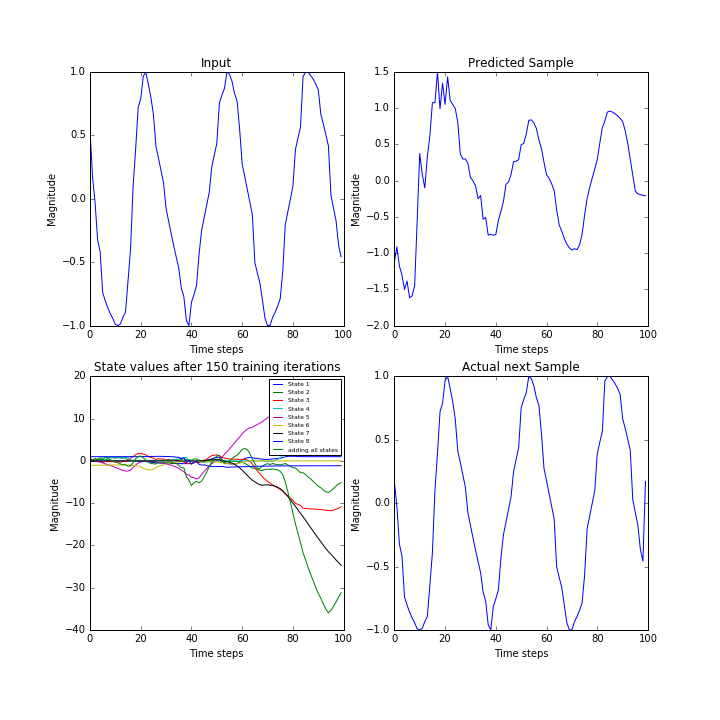 Input
Magnitude
1.0
0.5
0.0
−0.5
−1.0
0 20 40 60 80 100
Time steps
Predicted Sample
Magnitude
1.5
1.0
0.5
0.0
−0.5
−1.0
−1.5
−2.0
0 20 40 60 80 100
Time steps
State values after 150 training iterations
Magnitude
20
10
0
−10
−20
−30
−40
0 20 40 60 80 100
Time steps
State 1
State 2
State 3
State 4
State 5
State 6
State 7
State 8
adding all states
Actual next Sample
Magnitude
1.0
0.5
0.0
−0.5
−1.0
0 20 40 60 80 100
Time steps